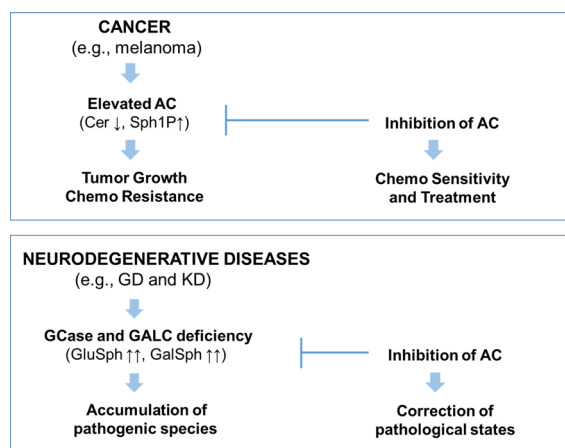 CANCER
(e.g., melanoma)
Elevated AC
(Cer ↓, Sph1P↑)
Inhibition of AC
Tumor Growth
Chemo Resistance
Chemo Sensitivity
and Treatment
NEURODEGENERATIVE DISEASES
(e.g., GD and KD)
GCase and GALC deficiency
(GluSph ↑↑, GalSph ↑↑)
Inhibition of AC
Accumulation of
pathogenic species
Correction of
pathological states